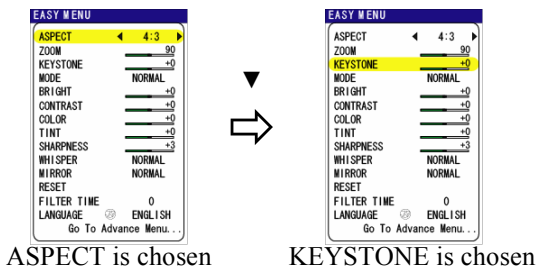 EASY MENU
ASPECT ◀ 4:3 ▶
ZOOM 90
KEYSTONE +0
MODE NORMAL
BRIGHT +0
CONTRAST +0
COLOR +0
TINT +0
SHARPNESS +3
WHISPER NORMAL
MIRROR NORMAL
RESET
FILTER TIME 0
LANGUAGE ENGLISH
Go To Advance Menu...
ASPECT is chosen
▼
EASY MENU
ASPECT ◀ 4:3 ▶
ZOOM 90
KEYSTONE +0
MODE NORMAL
BRIGHT +0
CONTRAST +0
COLOR +0
TINT +0
SHARPNESS +3
WHISPER NORMAL
MIRROR NORMAL
RESET
FILTER TIME 0
LANGUAGE ENGLISH
Go To Advance Menu...
KEYSTONE is chosen